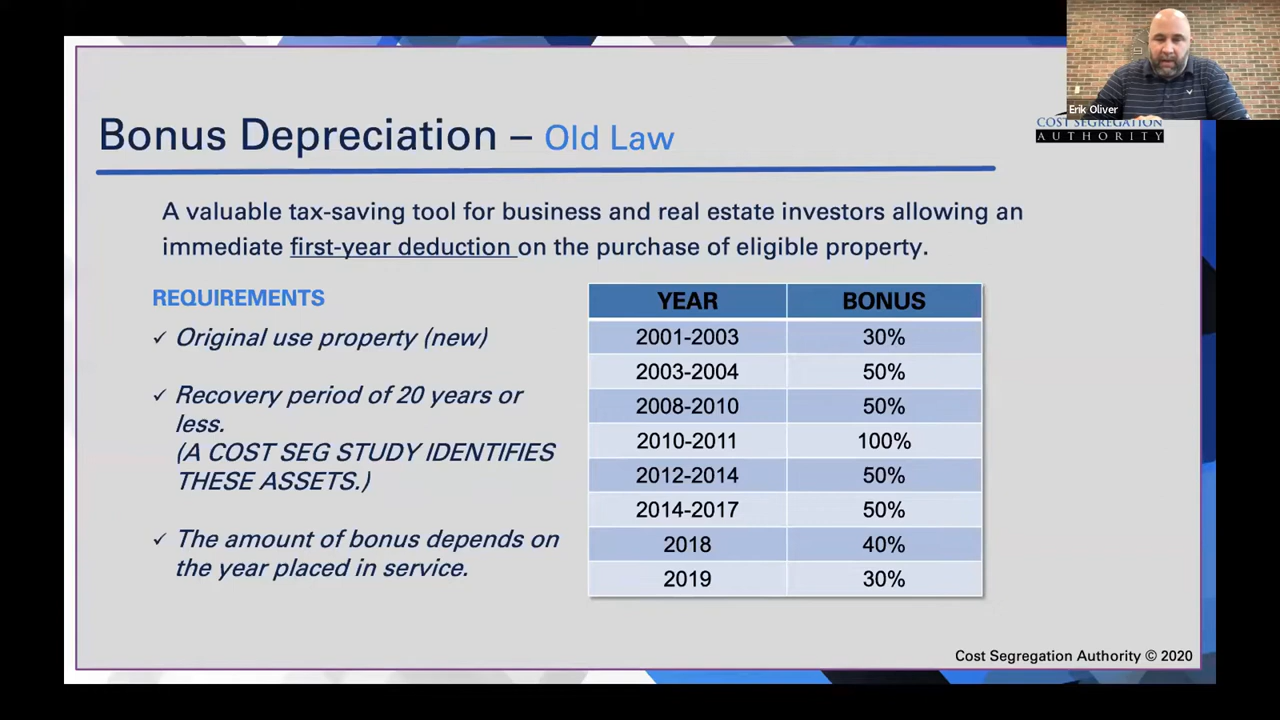 Erik Oliver
COST SEGREGATION
AUTHORITY
Bonus Depreciation – Old Law
A valuable tax-saving tool for business and real estate investors allowing an
immediate first-year deduction on the purchase of eligible property.
REQUIREMENTS
✓ Original use property (new)
✓ Recovery period of 20 years or
less.
(A COST SEG STUDY IDENTIFIES
THESE ASSETS.)
✓ The amount of bonus depends on
the year placed in service.
YEAR BONUS
2001-2003 30%
2003-2004 50%
2008-2010 50%
2010-2011 100%
2012-2014 50%
2014-2017 50%
2018 40%
2019 30%
Cost Segregation Authority © 2020